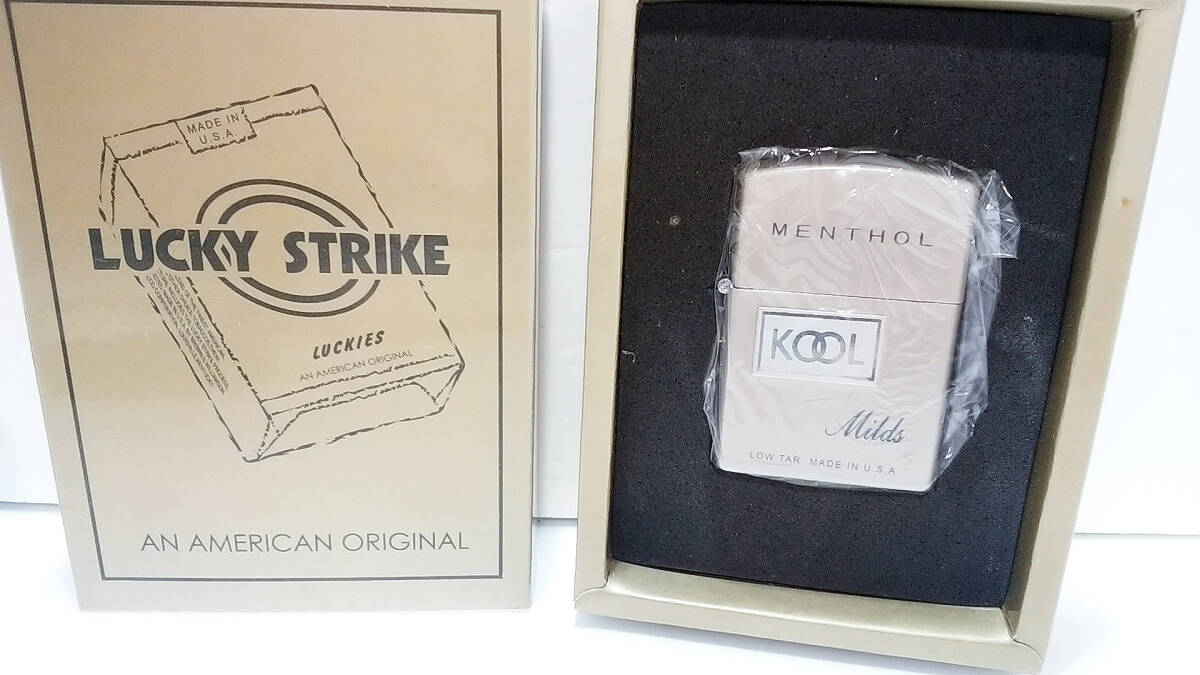 MADE IN
U.S.A.
LUCKY STRIKE
LUCKIES
AN AMERICAN ORIGINAL
AN AMERICAN ORIGINAL
MENTHOL
KOOL
Milds
LOW TAR MADE IN U.S.A